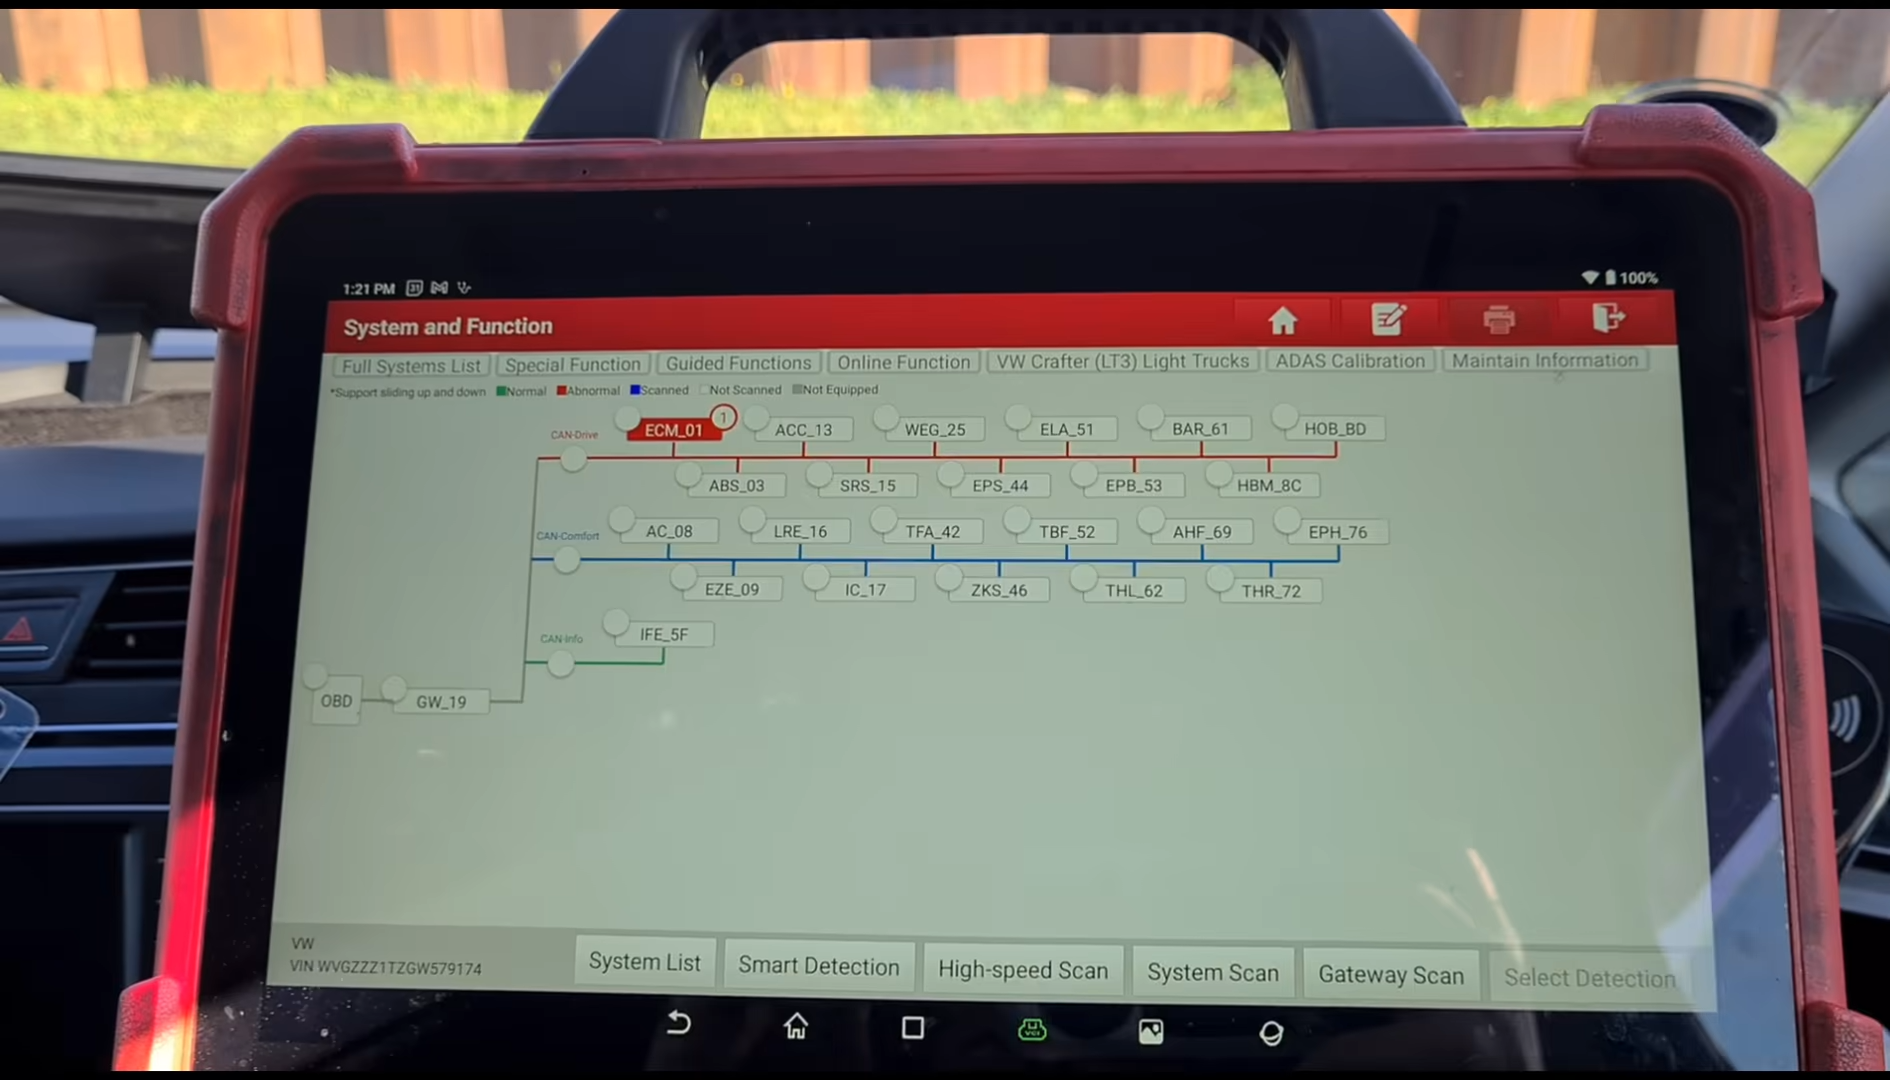 1:21 PM 31
100%
System and Function
Full Systems List Special Function Guided Functions Online Function VW Crafter (LT3) Light Trucks ADAS Calibration Maintain Information
*Support sliding up and down Normal Abnormal Scanned Not Scanned Not Equipped
CAN-Drive
ECM_01 1 ACC_13 WEG_25 ELA_51 BAR_61 HOB_BD
ABS_03 SRS_15 EPS_44 EPB_53 HBM_8C
CAN-Comfort
AC_08 LRE_16 TFA_42 TBF_52 AHF_69 EPH_76
EZE_09 IC_17 ZKS_46 THL_62 THR_72
CAN-Info
IFE_5F
OBD GW_19
VW
VIN WVGZZZ1TZGW579174
System List Smart Detection High-speed Scan System Scan Gateway Scan Select Detection
VCI